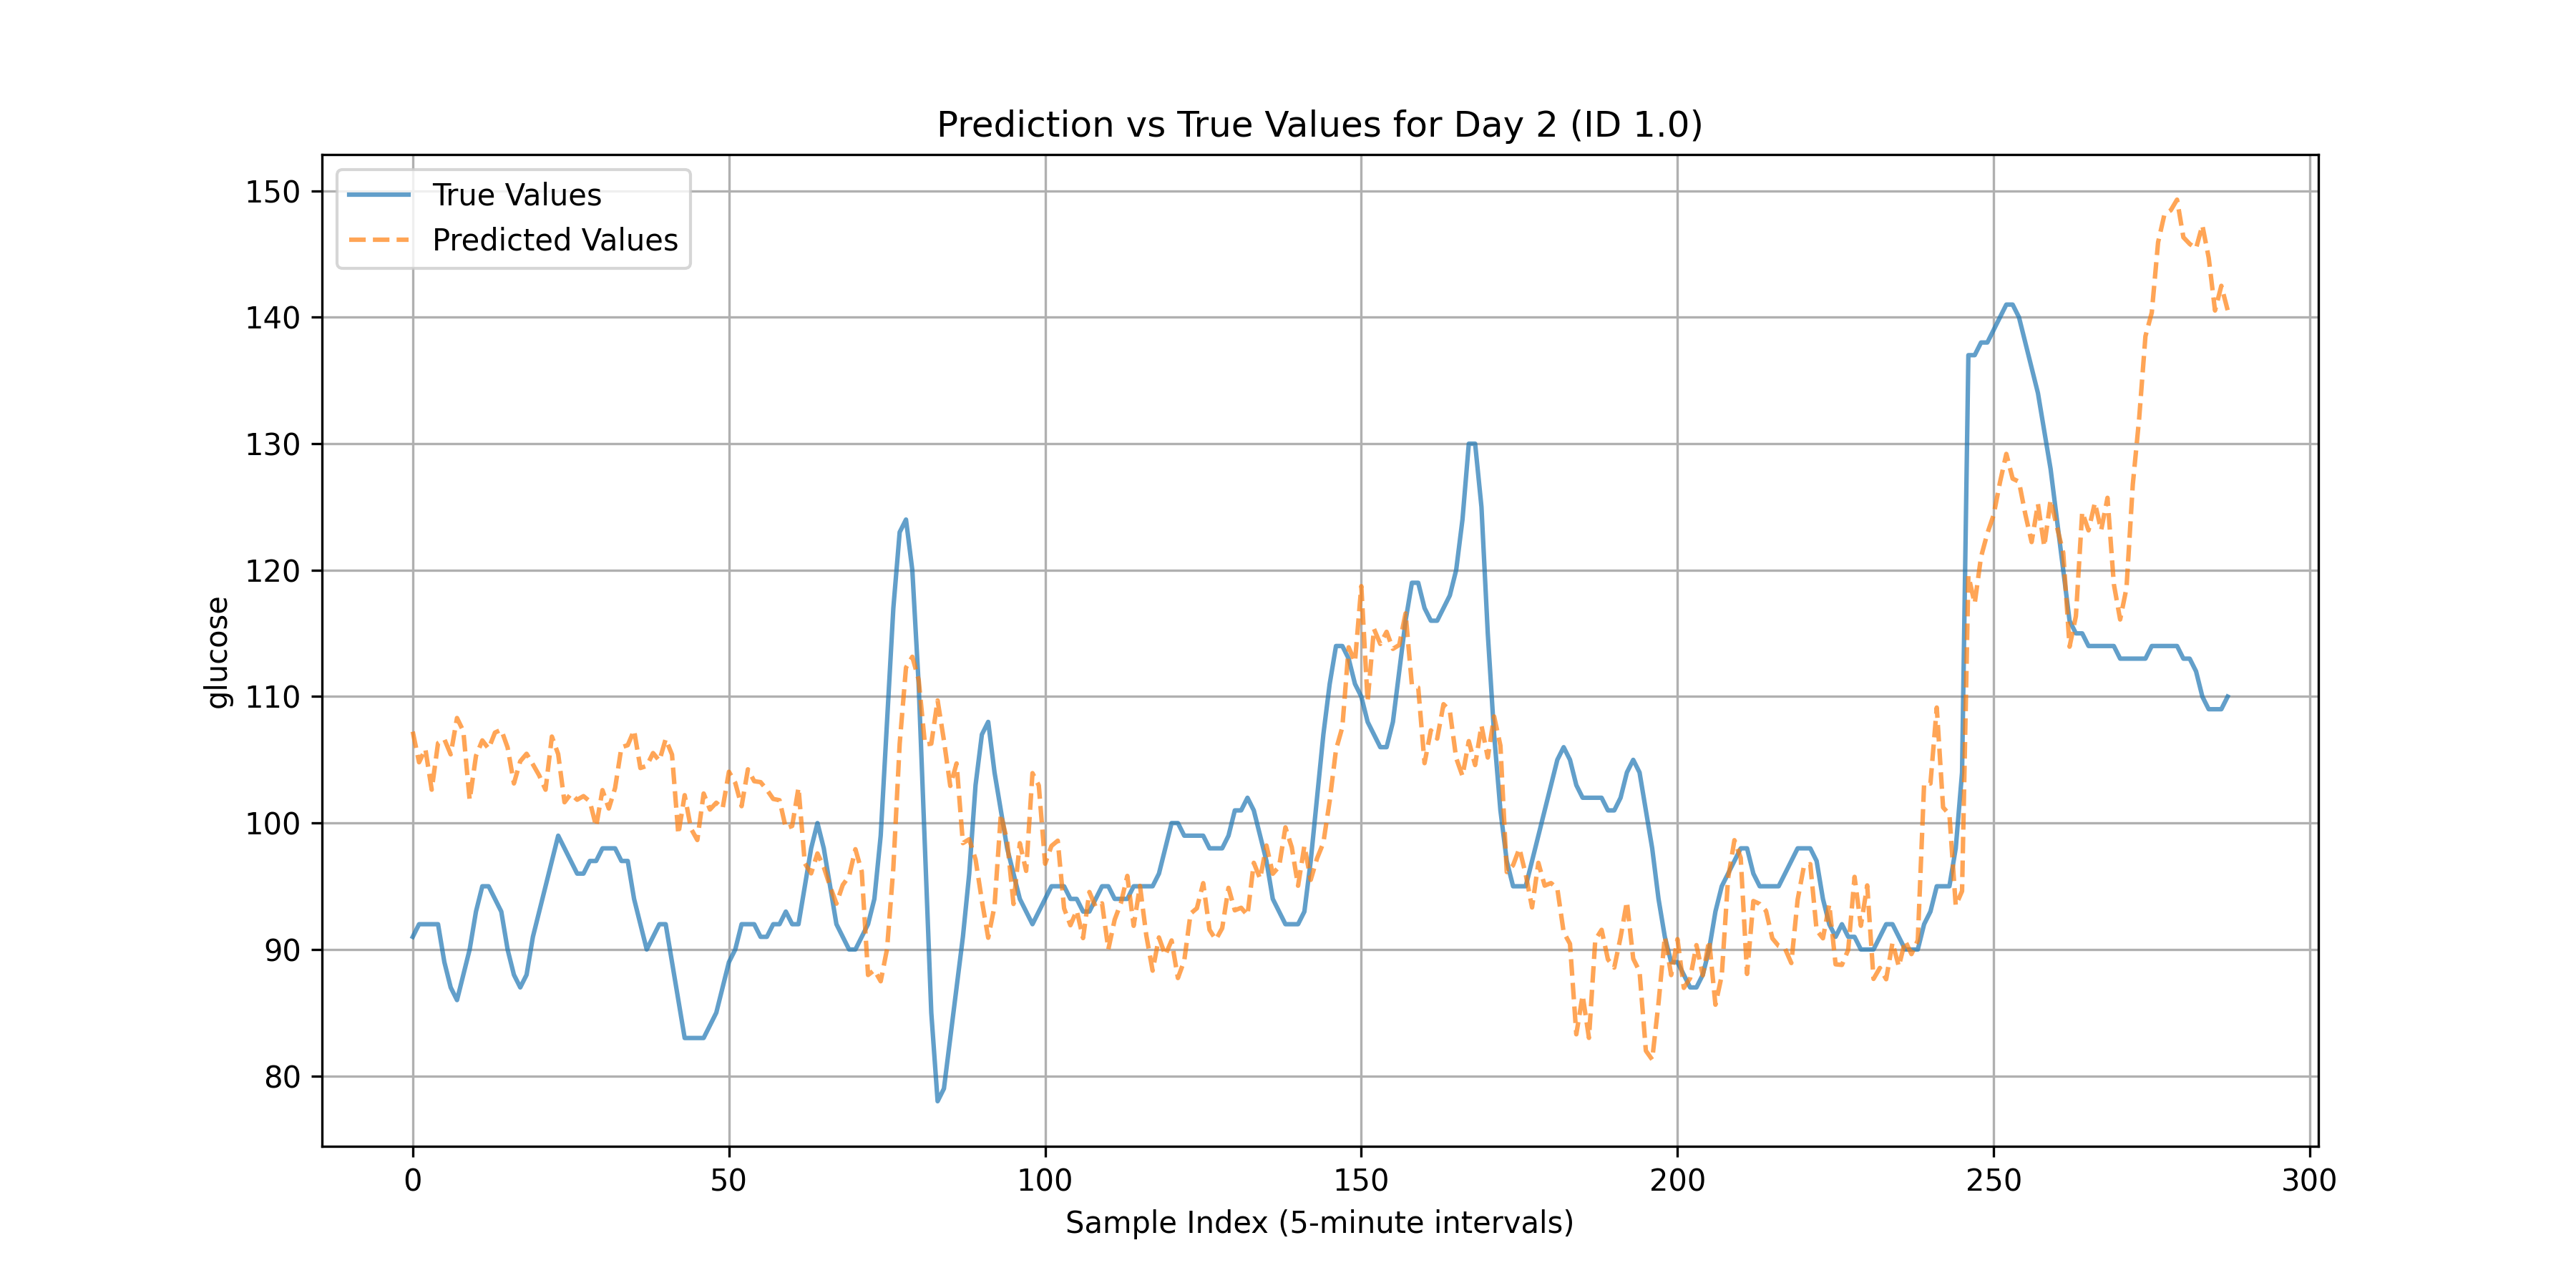 Prediction vs True Values for Day 2 (ID 1.0)
True Values
Predicted Values
150
140
130
120
110
100
90
80
glucose
0 50 100 150 200 250 300
Sample Index (5-minute intervals)